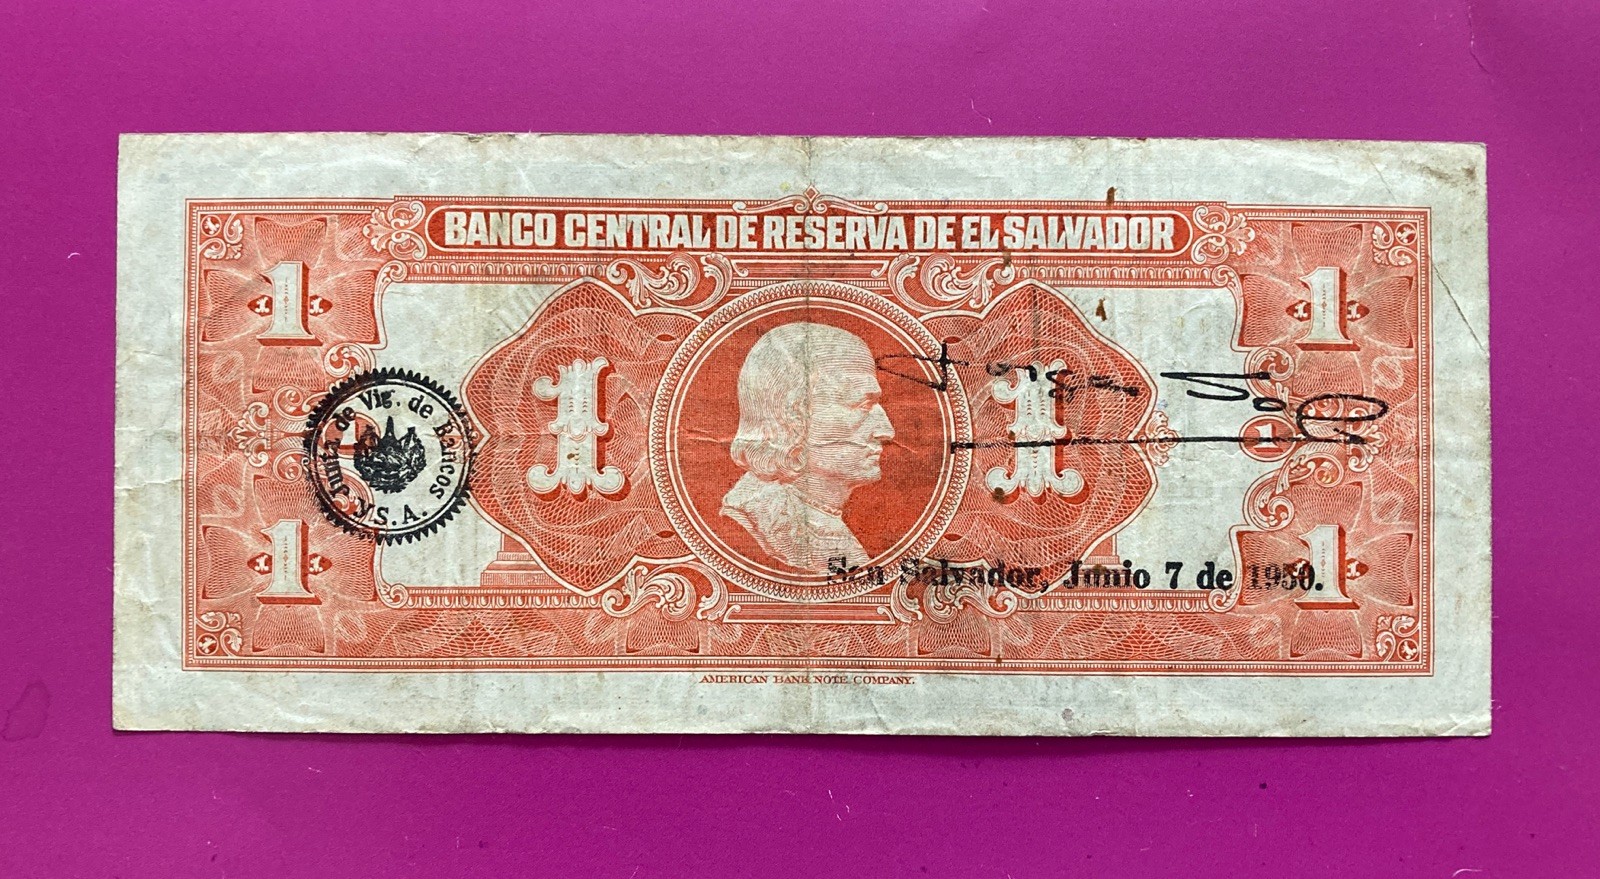 BANCO CENTRAL DE RESERVA DE EL SALVADOR
1
1
1
1
Junta de Vig. de Bancos
Y S. A.
1
1
1
San Salvador, Junio 7 de 1950.
AMERICAN BANK NOTE COMPANY.